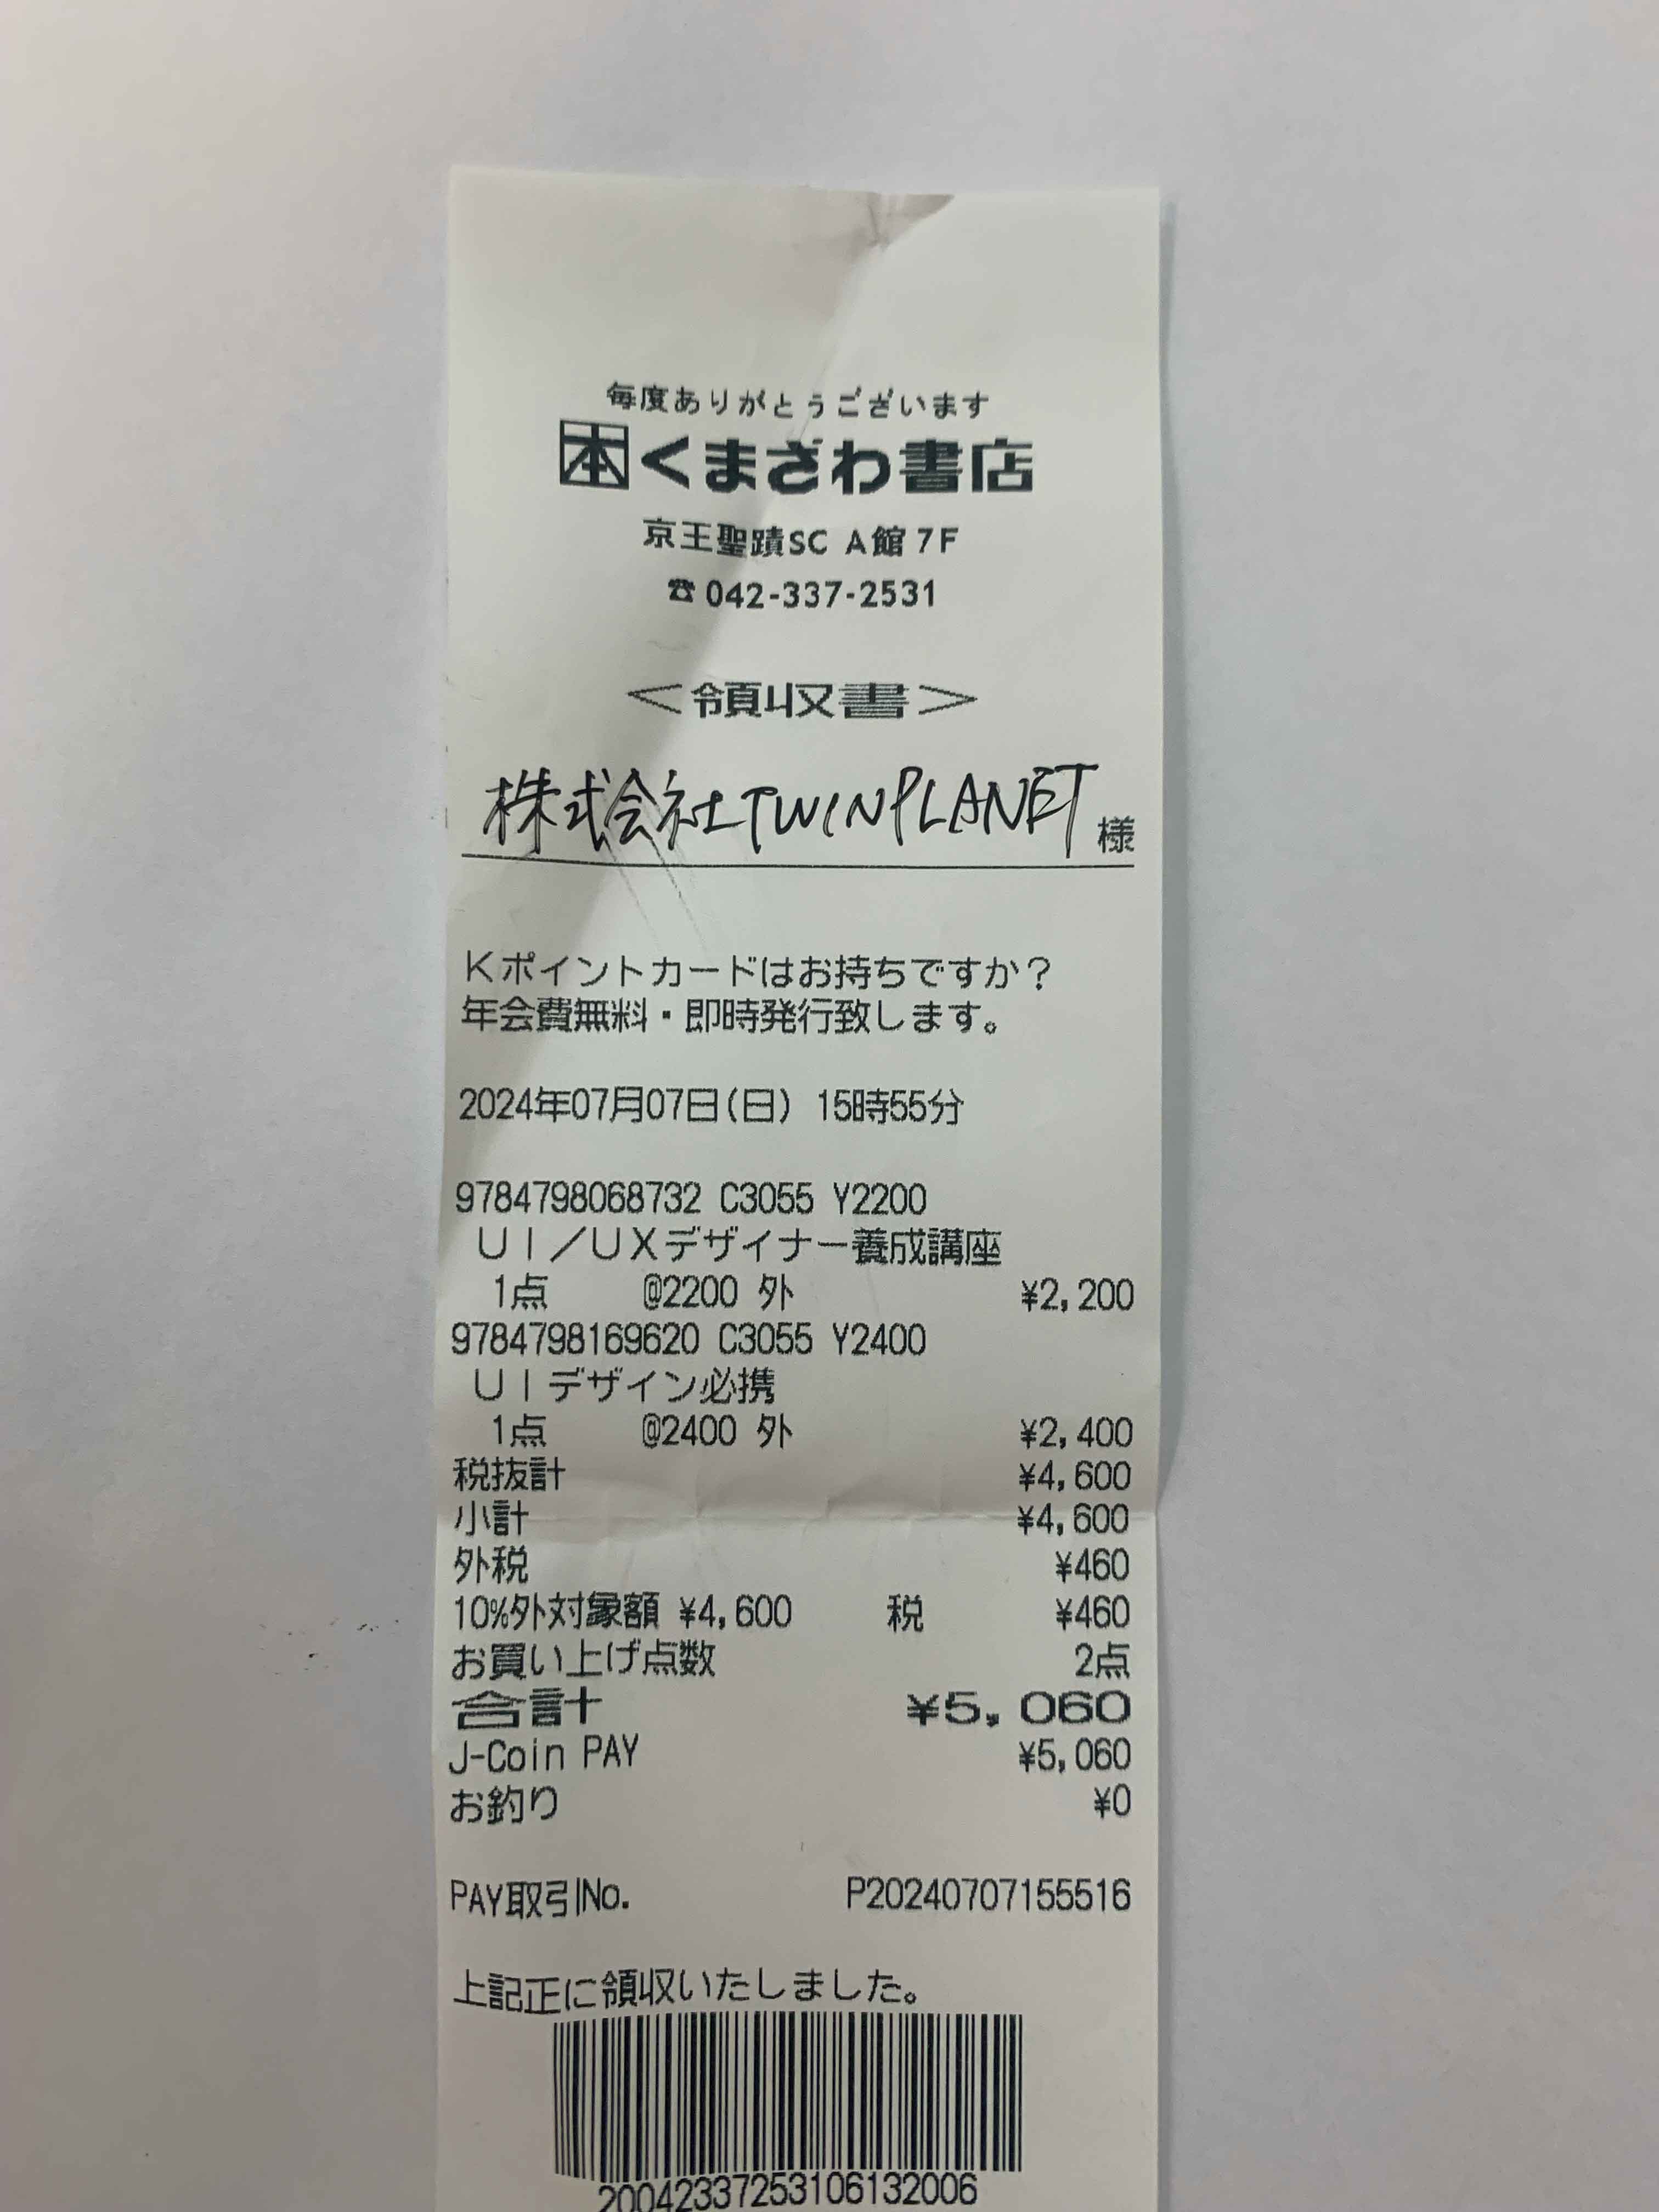 毎度ありがとうございます
本くまざわ書店
京王聖蹟SC A館7F
☎042-337-2531
＜領収書＞
株式会社TWINPLANET 様
Kポイントカードはお持ちですか？
年会費無料・即時発行致します。
2024年07月07日(日) 15時55分
9784798068732 C3055 Y2200
UI／UXデザイナー養成講座
1点 @2200 外 ¥2,200
9784798169620 C3055 Y2400
UIデザイン必携
1点 @2400 外 ¥2,400
税抜計 ¥4,600
小計 ¥4,600
外税 ¥460
10%外対象額 ¥4,600 税 ¥460
お買い上げ点数 2点
合計 ¥5,060
J-Coin PAY ¥5,060
お釣り ¥0
PAY取引No. P20240707155516
上記正に領収いたしました。
20042337253106132006